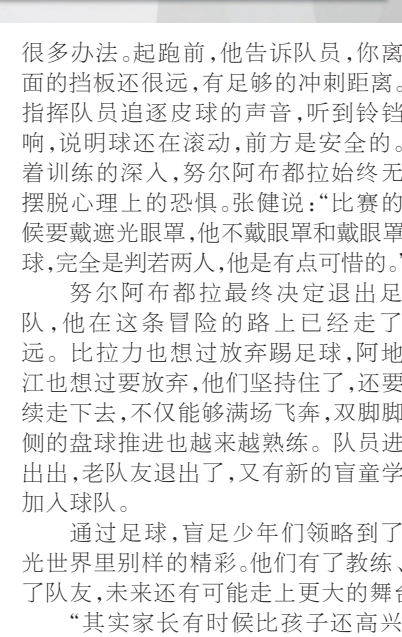 很多办法。起跑前,他告诉队员,你离
面的挡板还很远,有足够的冲刺距离。
指挥队员追逐皮球的声音,听到铃铛
响,说明球还在滚动,前方是安全的。
着训练的深入,努尔阿布都拉始终无
摆脱心理上的恐惧。张健说:“比赛的
候要戴遮光眼罩,他不戴眼罩和戴眼罩
球,完全是判若两人,他是有点可惜的。”
努尔阿布都拉最终决定退出足
队,他在这条冒险的路上已经走了
远。比拉力也想过放弃踢足球,阿地
江也想过要放弃,他们坚持住了,还要
续走下去,不仅能够满场飞奔,双脚脚
侧的盘球推进也越来越熟练。队员进
出出,老队友退出了,又有新的盲童学
加入球队。
通过足球,盲足少年们领略到了
光世界里别样的精彩。他们有了教练、
了队友,未来还有可能走上更大的舞台
“其实家长有时候比孩子还高兴